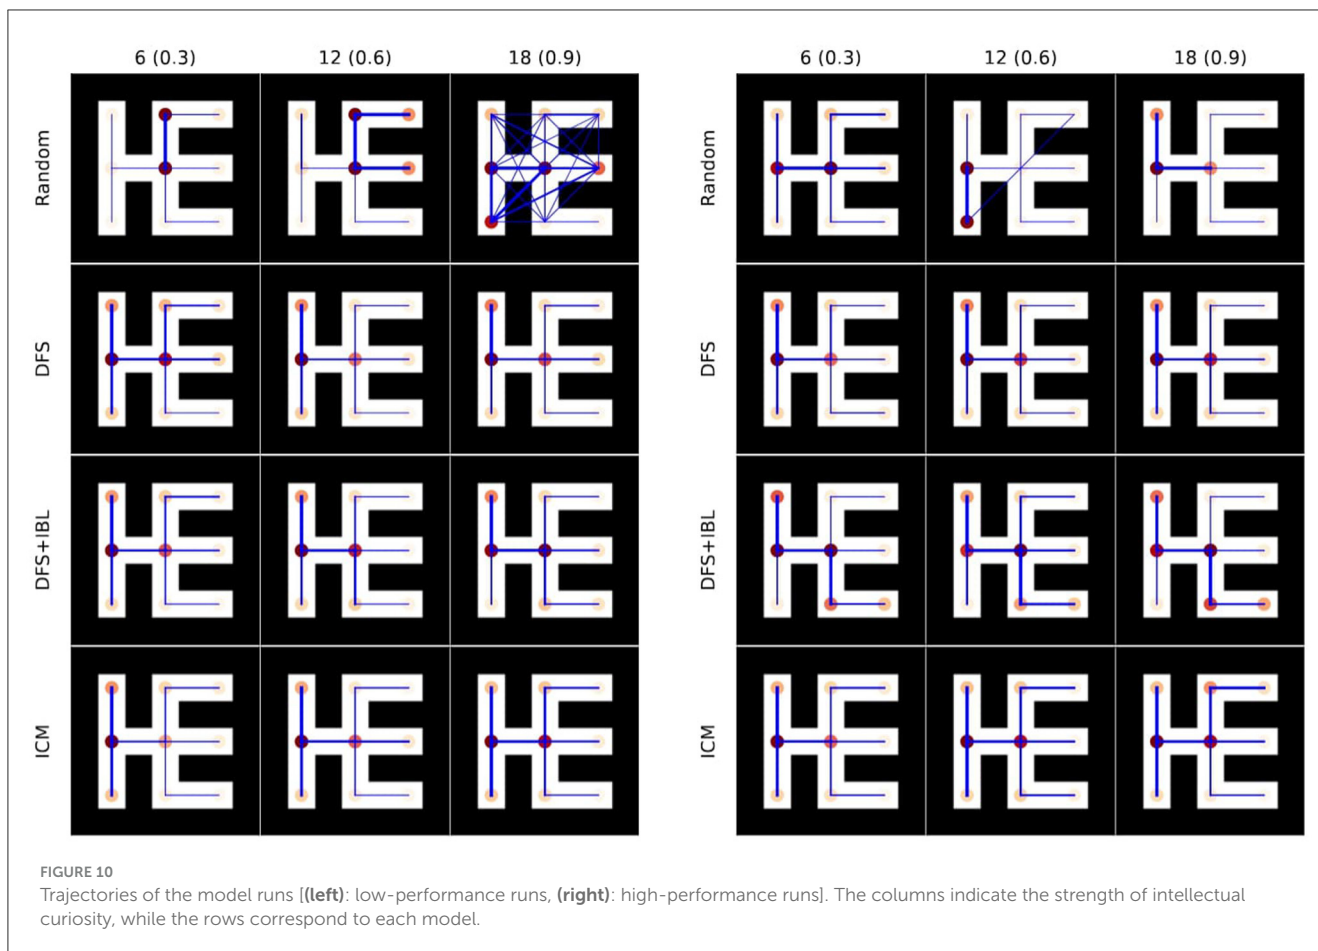 6 (0.3) 12 (0.6) 18 (0.9) 6 (0.3) 12 (0.6) 18 (0.9)
Random Random
DFS DFS
DFS+IBL DFS+IBL
ICM ICM
FIGURE 10
Trajectories of the model runs [(left): low-performance runs, (right): high-performance runs]. The columns indicate the strength of intellectual
curiosity, while the rows correspond to each model.